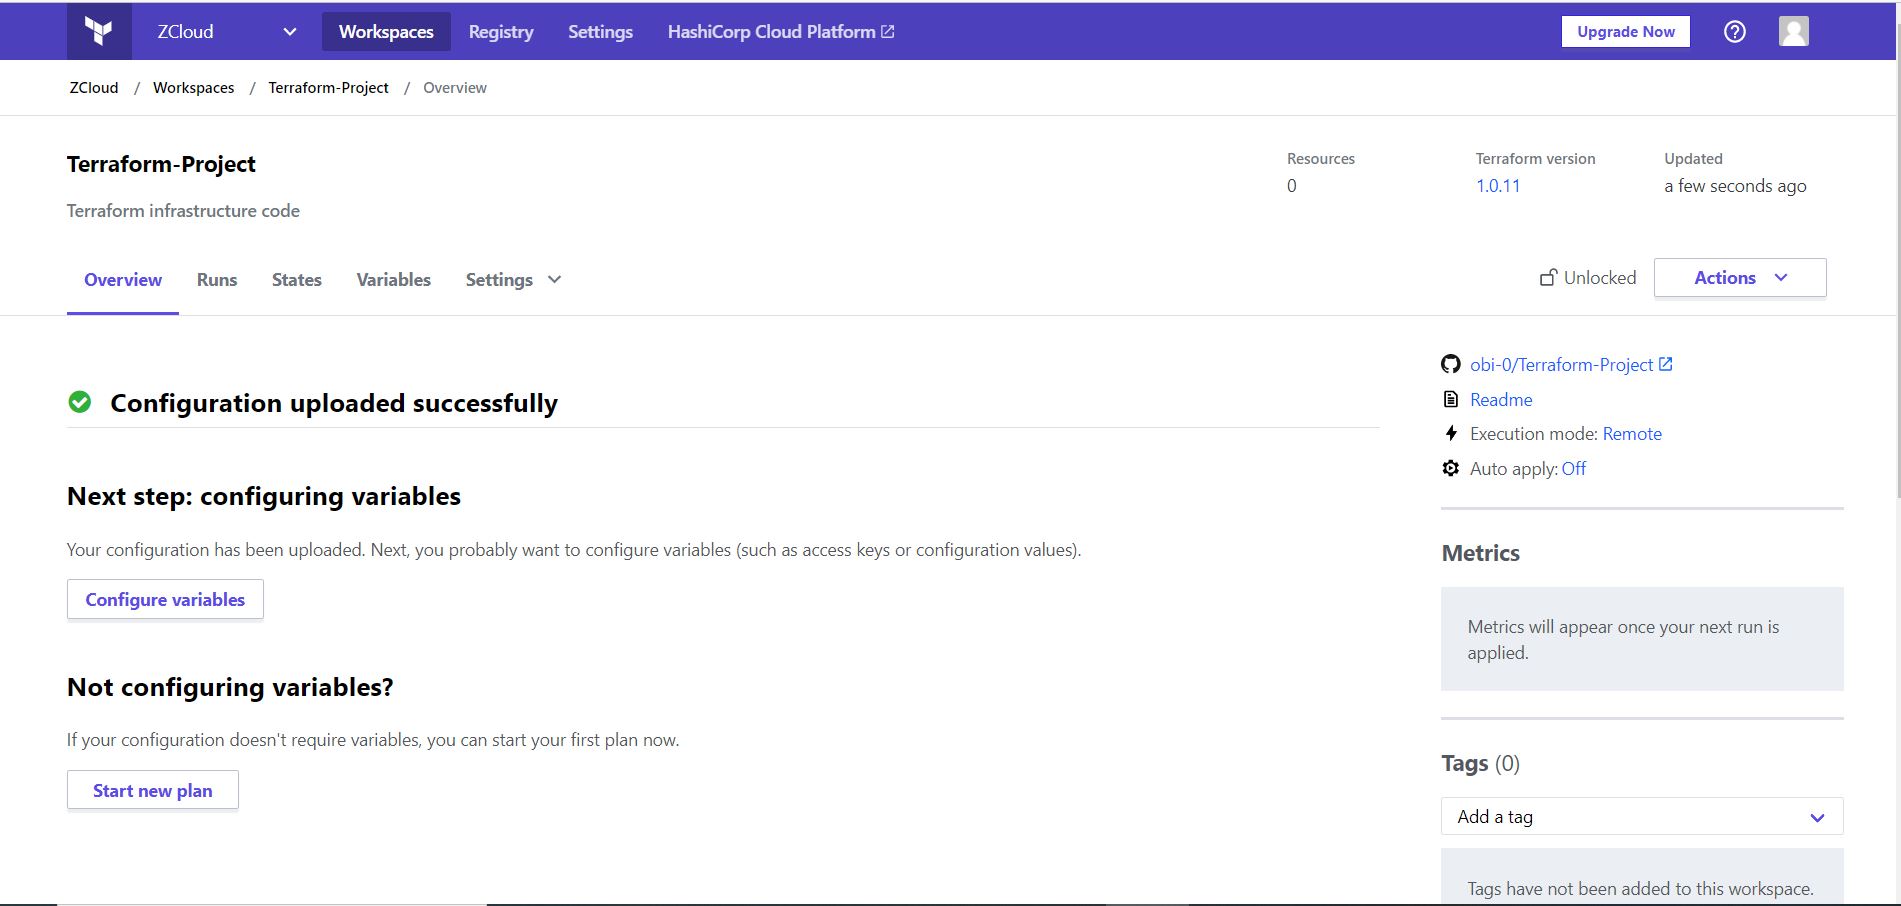 ZCloud
Workspaces
Registry
Settings
HashiCorp Cloud Platform
Upgrade Now
ZCloud / Workspaces / Terraform-Project / Overview
Terraform-Project
Terraform infrastructure code
Resources
0
Terraform version
1.0.11
Updated
a few seconds ago
Overview
Runs
States
Variables
Settings
Unlocked
Actions
Configuration uploaded successfully
Next step: configuring variables
Your configuration has been uploaded. Next, you probably want to configure variables (such as access keys or configuration values).
Configure variables
Not configuring variables?
If your configuration doesn't require variables, you can start your first plan now.
Start new plan
obi-0/Terraform-Project
Readme
Execution mode: Remote
Auto apply: Off
Metrics
Metrics will appear once your next run is
applied.
Tags (0)
Add a tag
Tags have not been added to this workspace.